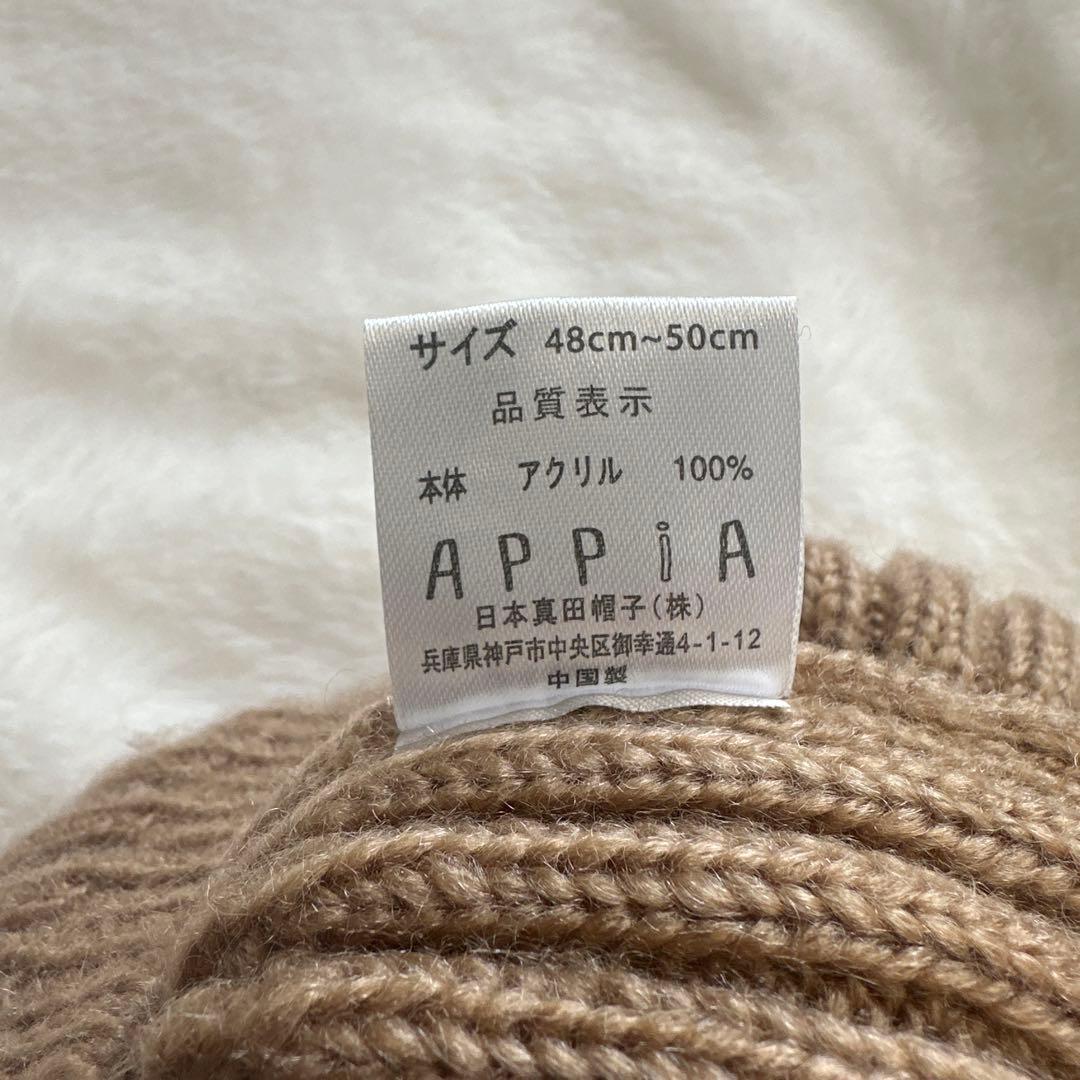 サイズ 48cm~50cm
品質表示
本体 アクリル 100%
APPiA
日本真田帽子(株)
兵庫県神戸市中央区御幸通4-1-12
中国製